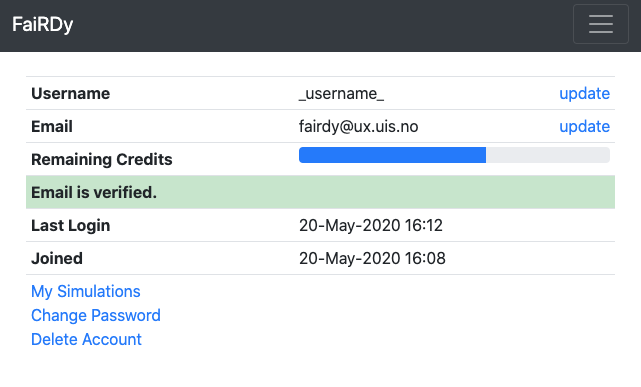 FaiRDy
Username _username_ update
Email fairdy@ux.uis.no update
Remaining Credits
Email is verified.
Last Login 20-May-2020 16:12
Joined 20-May-2020 16:08
My Simulations
Change Password
Delete Account